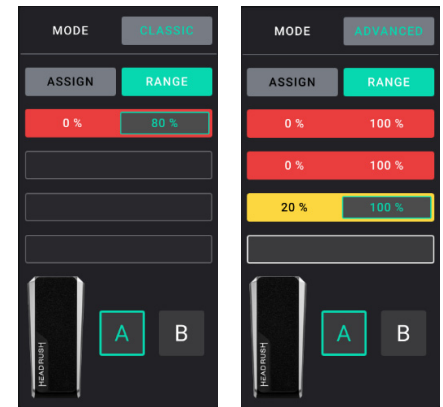 MODE CLASSIC
ASSIGN RANGE
0 % 80 %
A B
HEADRUSH
MODE ADVANCED
ASSIGN RANGE
0 % 100 %
0 % 100 %
20 % 100 %
A B
HEADRUSH